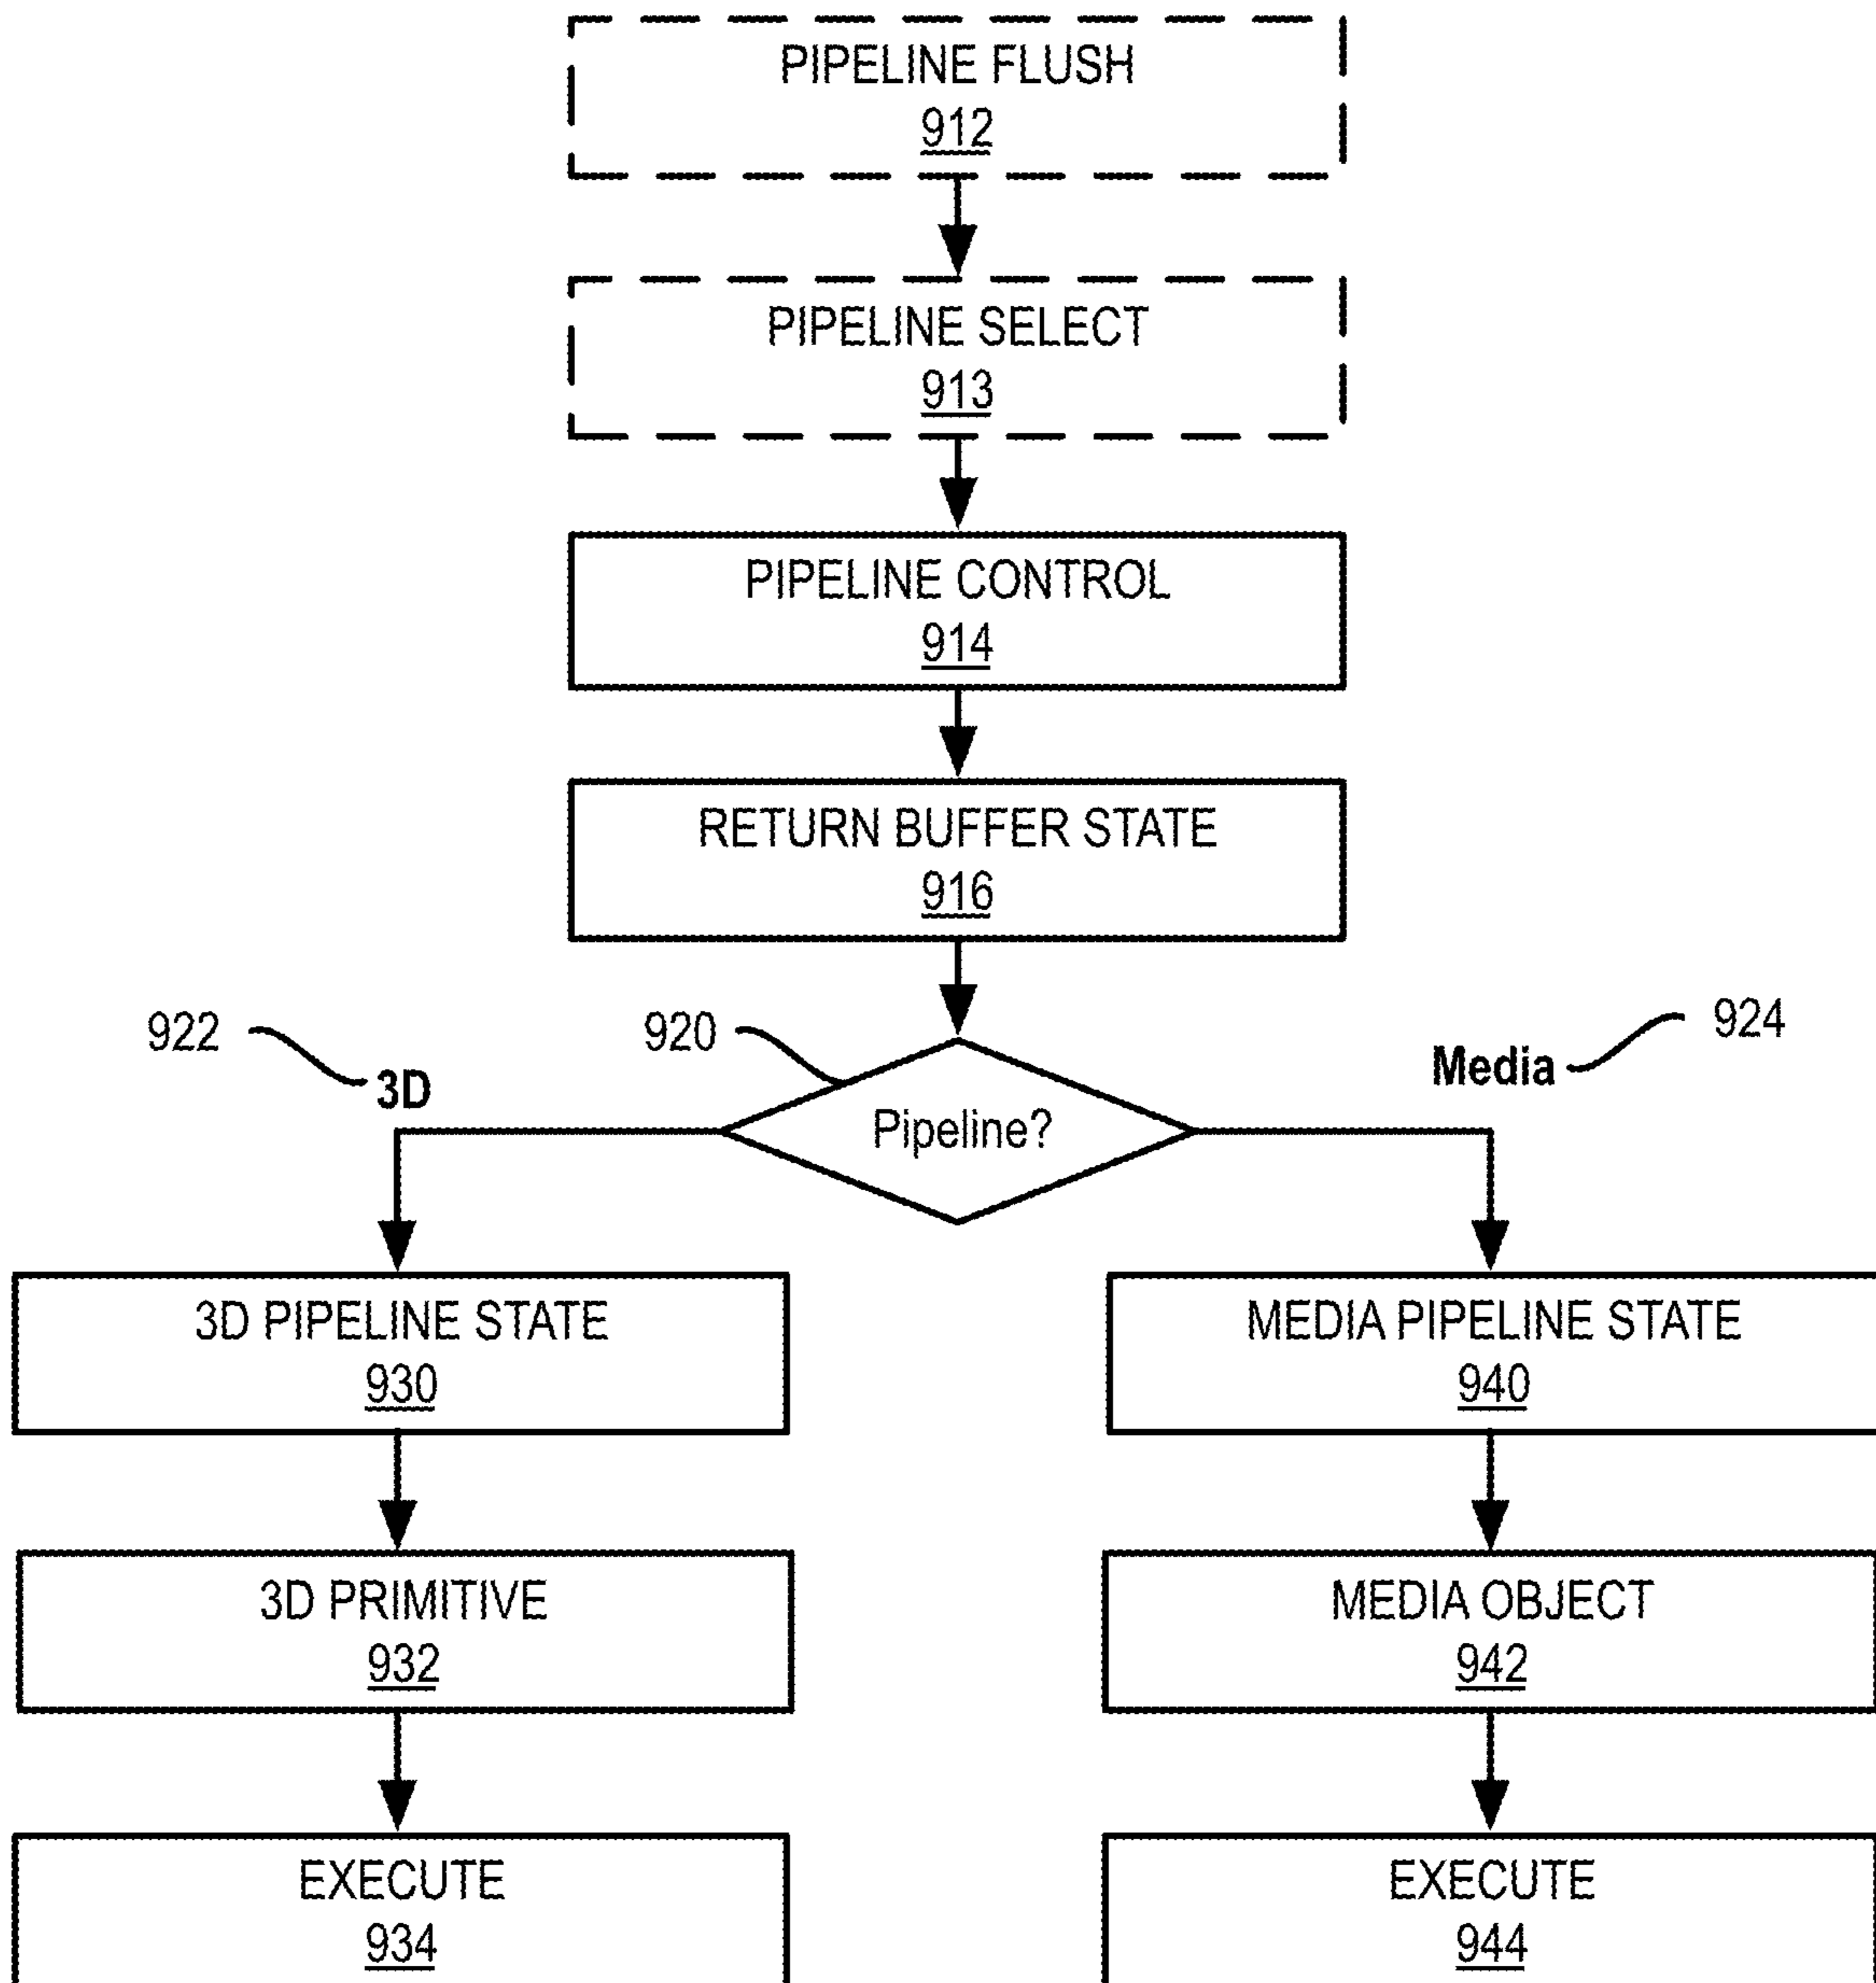 PIPELINE FLUSH
912
PIPELINE SELECT
913
PIPELINE CONTROL
914
RETURN BUFFER STATE
916
922
920
924
3D
Media
Pipeline?
3D PIPELINE STATE
930
MEDIA PIPELINE STATE
940
3D PRIMITIVE
932
MEDIA OBJECT
942
EXECUTE
934
EXECUTE
944